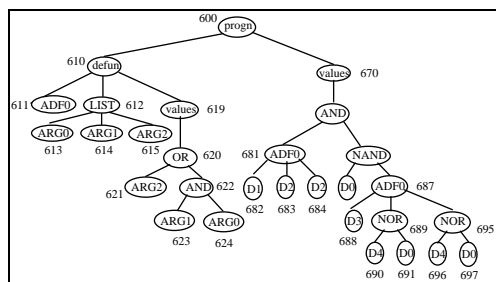 600 progn
610 defun
values 670
611 ADF0 LIST 612 values 619
AND
ARG0 ARG1 ARG2
613 614 615
OR 620
681 ADF0 NAND
ARG2 AND 622
621
D1 D2 D2 D0 ADF0 687
682 683 684
ARG1 ARG0
623 624
D3 NOR 689 NOR 695
688
D4 D0 D4 D0
690 691 696 697